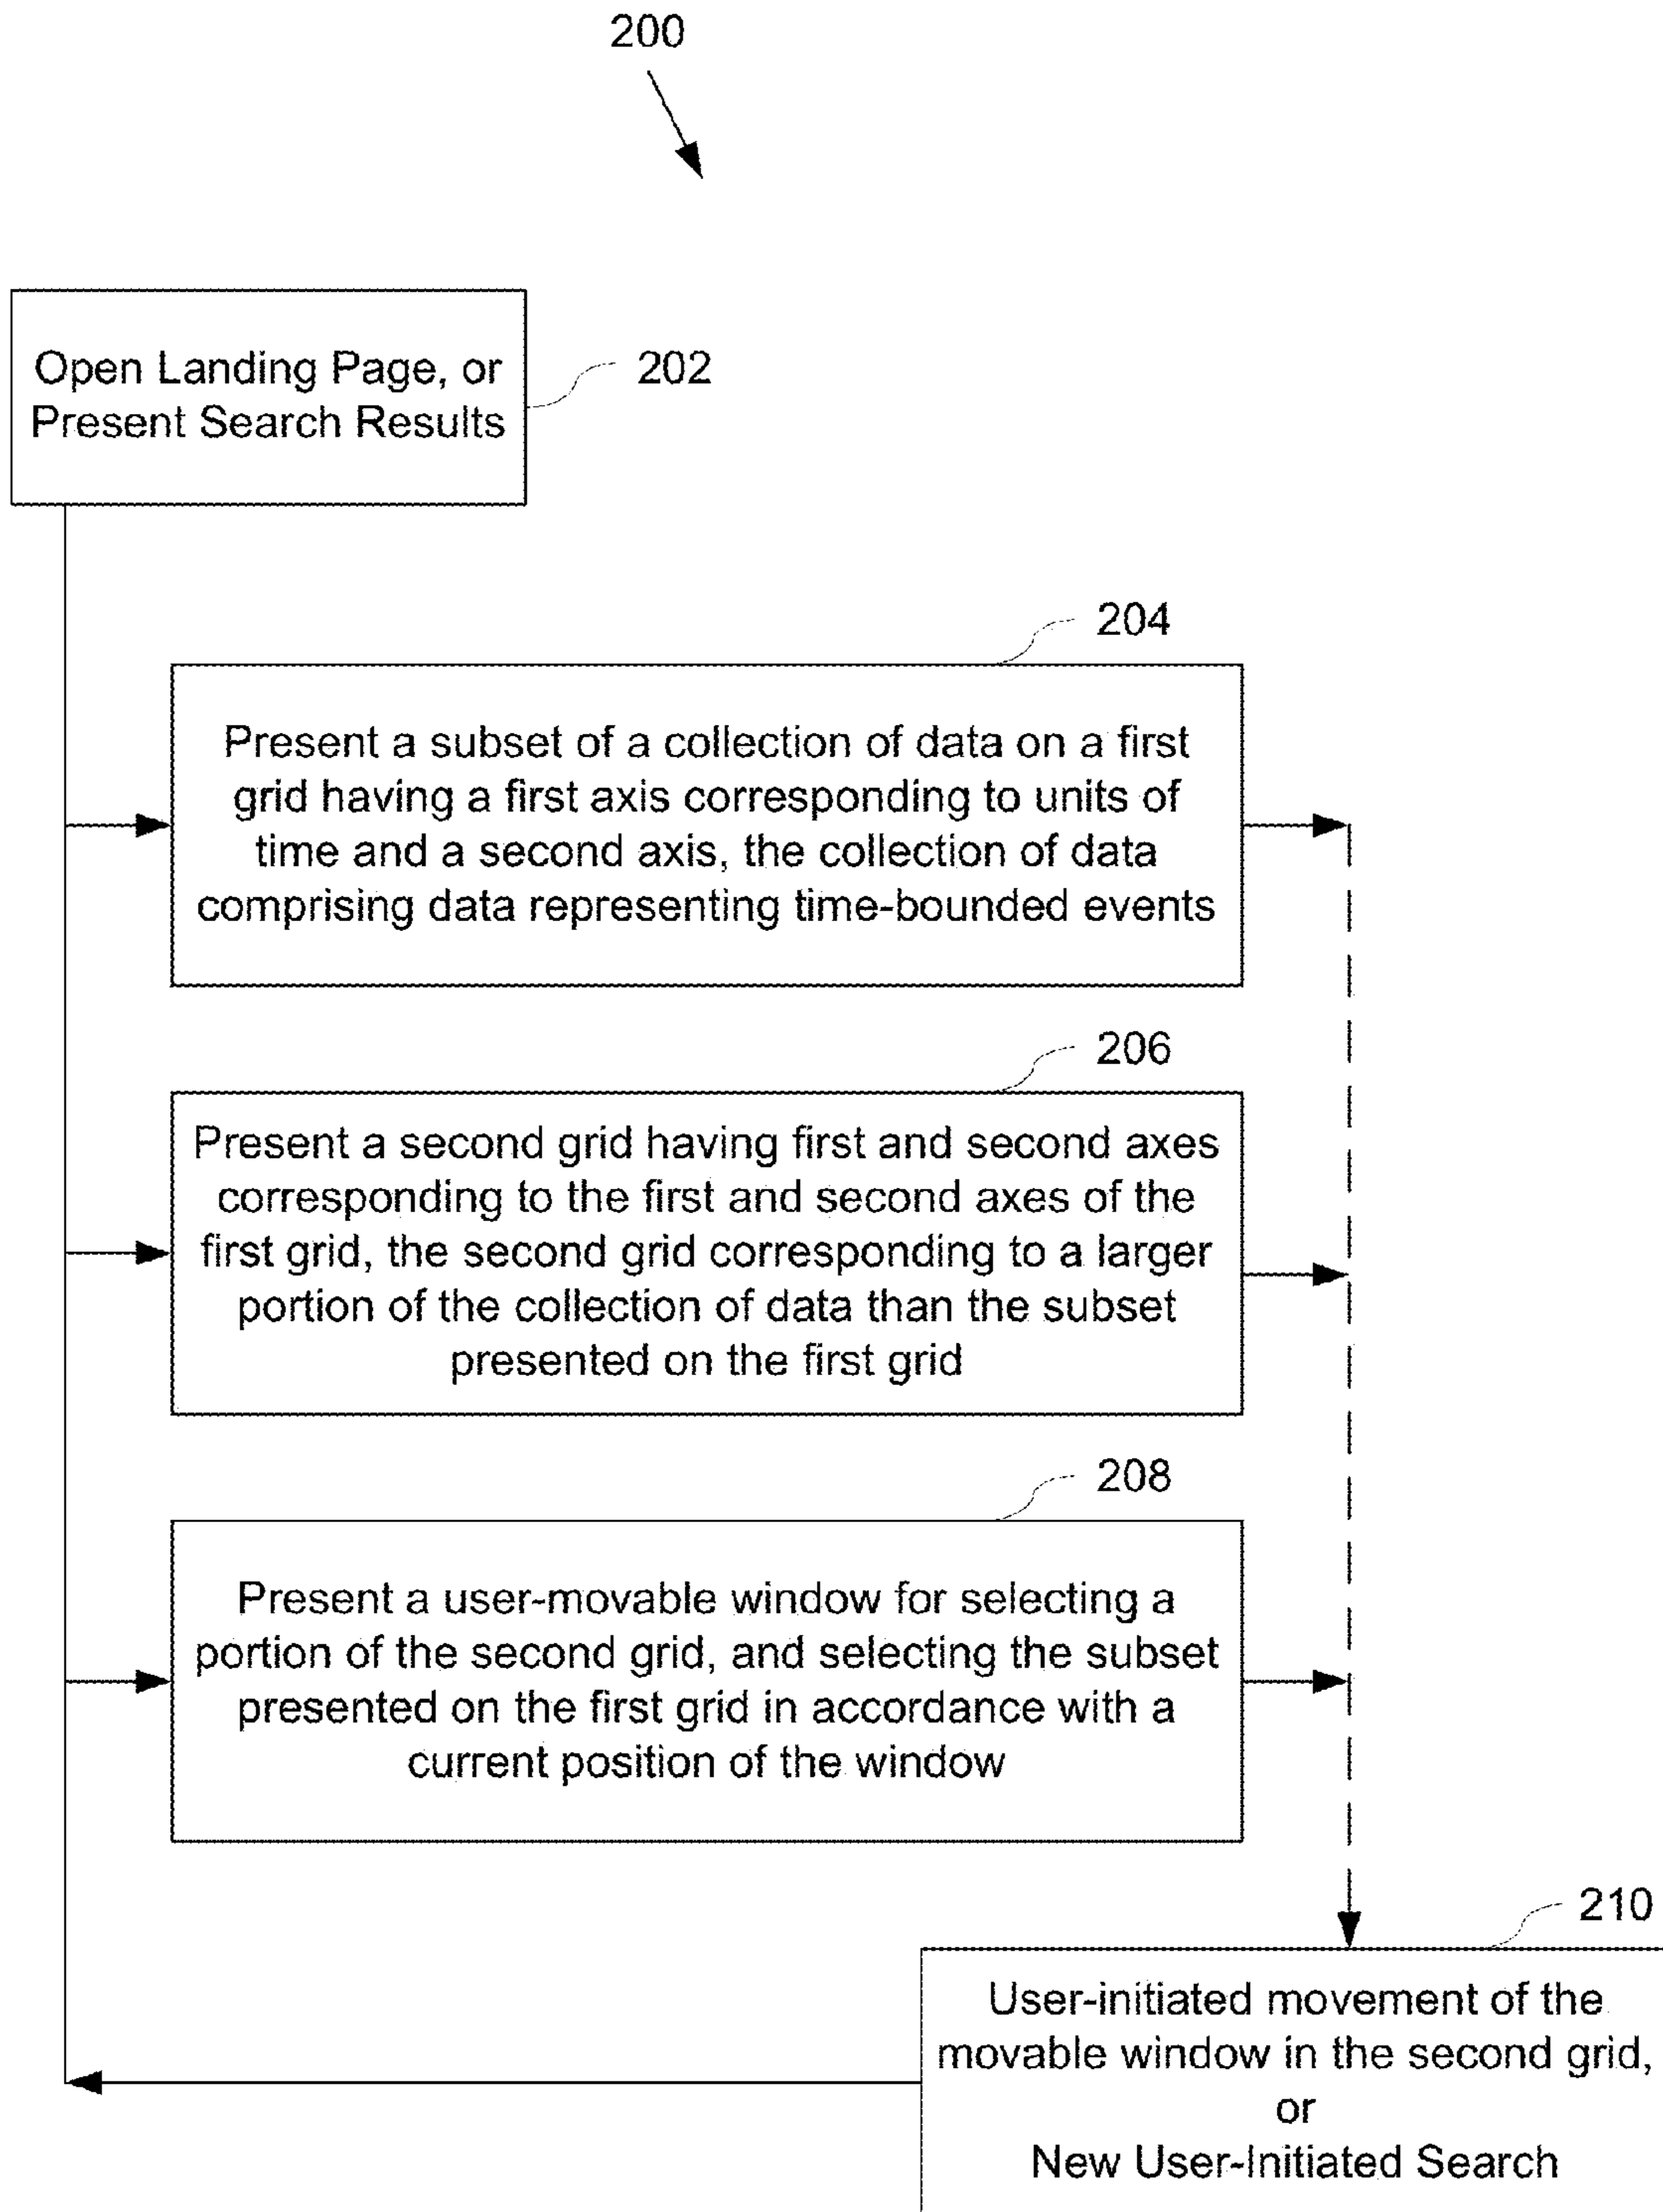 200
Open Landing Page, or
Present Search Results
202
204
Present a subset of a collection of data on a first
grid having a first axis corresponding to units of
time and a second axis, the collection of data
comprising data representing time-bounded events
206
Present a second grid having first and second axes
corresponding to the first and second axes of the
first grid, the second grid corresponding to a larger
portion of the collection of data than the subset
presented on the first grid
208
Present a user-movable window for selecting a
portion of the second grid, and selecting the subset
presented on the first grid in accordance with a
current position of the window
210
User-initiated movement of the
movable window in the second grid,
or
New User-Initiated Search